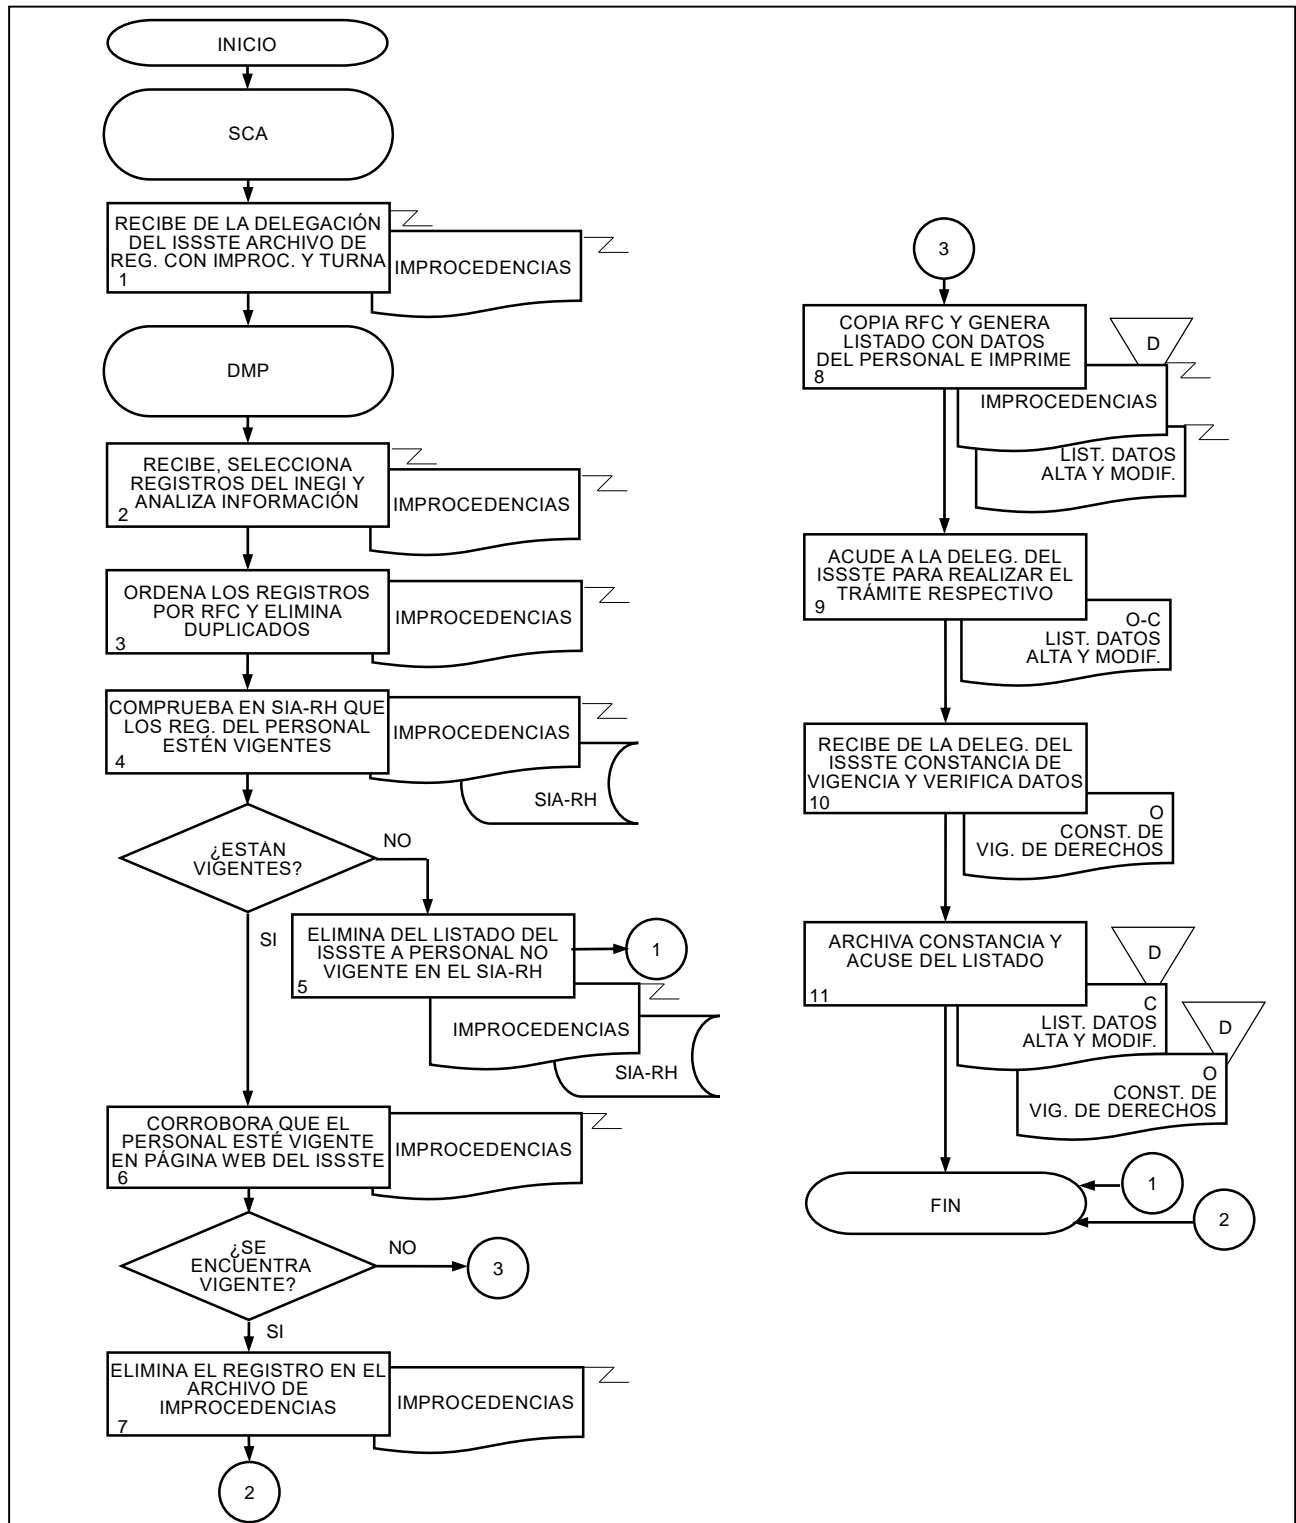 INICIO
SCA
RECIBE DE LA DELEGACIÓN
DEL ISSSTE ARCHIVO DE
REG. CON IMPROC. Y TURNA
1
IMPROCEDENCIAS
DMP
RECIBE, SELECCIONA
REGISTROS DEL INEGI Y
ANALIZA INFORMACIÓN
2
IMPROCEDENCIAS
ORDENA LOS REGISTROS
POR RFC Y ELIMINA
DUPLICADOS
3
IMPROCEDENCIAS
COMPRUEBA EN SIA-RH QUE
LOS REG. DEL PERSONAL
ESTÉN VIGENTES
4
IMPROCEDENCIAS
SIA-RH
¿ESTÁN
VIGENTES?
NO
SI
ELIMINA DEL LISTADO DEL
ISSSTE A PERSONAL NO
VIGENTE EN EL SIA-RH
5
1
IMPROCEDENCIAS
SIA-RH
CORROBORA QUE EL
PERSONAL ESTÉ VIGENTE
EN PÁGINA WEB DEL ISSSTE
6
IMPROCEDENCIAS
¿SE
ENCUENTRA
VIGENTE?
NO
3
SI
ELIMINA EL REGISTRO EN EL
ARCHIVO DE
IMPROCEDENCIAS
7
IMPROCEDENCIAS
2
3
COPIA RFC Y GENERA
LISTADO CON DATOS
DEL PERSONAL E IMPRIME
8
D
IMPROCEDENCIAS
LIST. DATOS
ALTA Y MODIF.
ACUDE A LA DELEG. DEL
ISSSTE PARA REALIZAR EL
TRÁMITE RESPECTIVO
9
O-C
LIST. DATOS
ALTA Y MODIF.
RECIBE DE LA DELEG. DEL
ISSSTE CONSTANCIA DE
VIGENCIA Y VERIFICA DATOS
10
O
CONST. DE
VIG. DE DERECHOS
ARCHIVA CONSTANCIA Y
ACUSE DEL LISTADO
11
D
C
LIST. DATOS
ALTA Y MODIF.
D
O
CONST. DE
VIG. DE DERECHOS
FIN
1
2